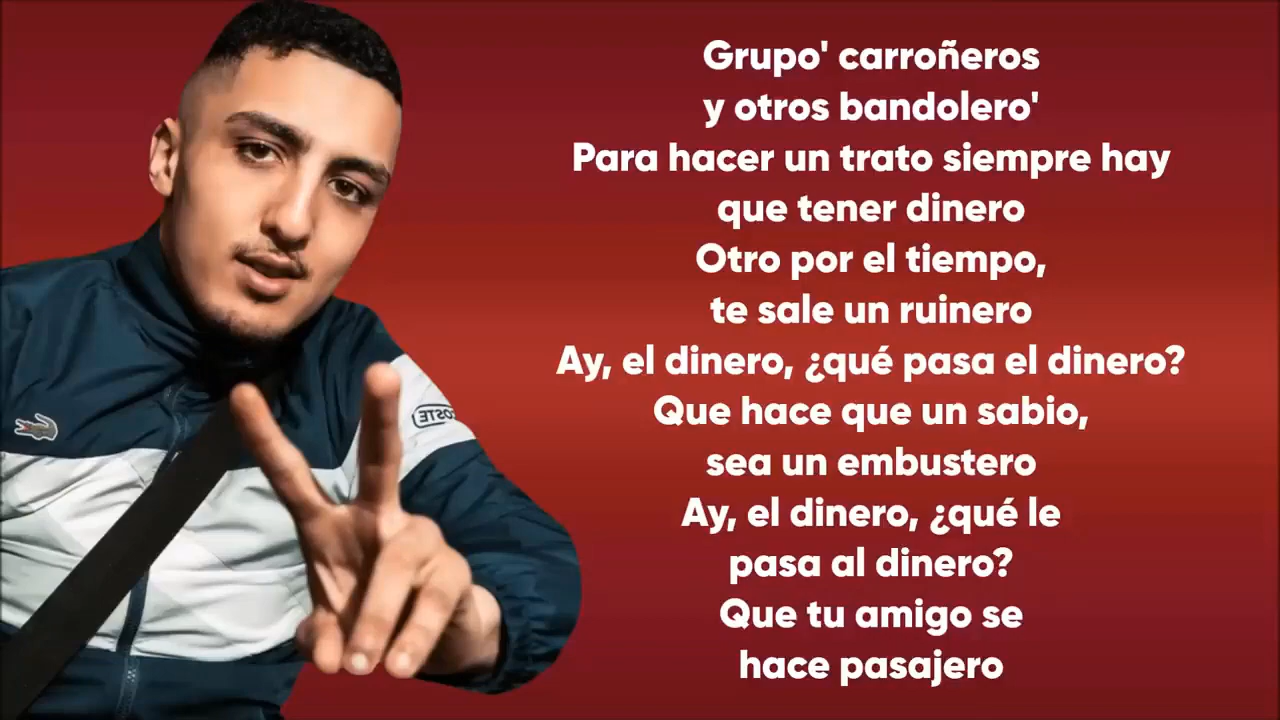 Grupo' carroñeros
y otros bandolero'
Para hacer un trato siempre hay
que tener dinero
Otro por el tiempo,
te sale un ruinero
Ay, el dinero, ¿qué pasa el dinero?
Que hace que un sabio,
sea un embustero
Ay, el dinero, ¿qué le
pasa al dinero?
Que tu amigo se
hace pasajero